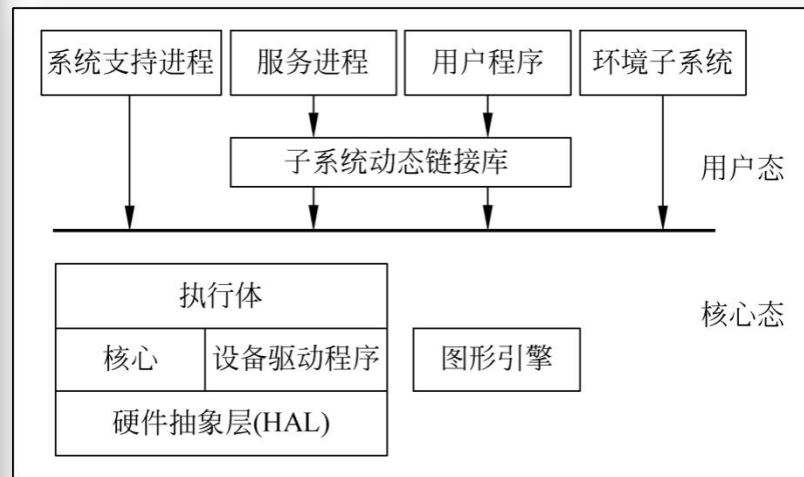 系统支持进程 服务进程 用户程序 环境子系统
子系统动态链接库
用户态
执行体
核心态
核心 设备驱动程序 图形引擎
硬件抽象层(HAL)